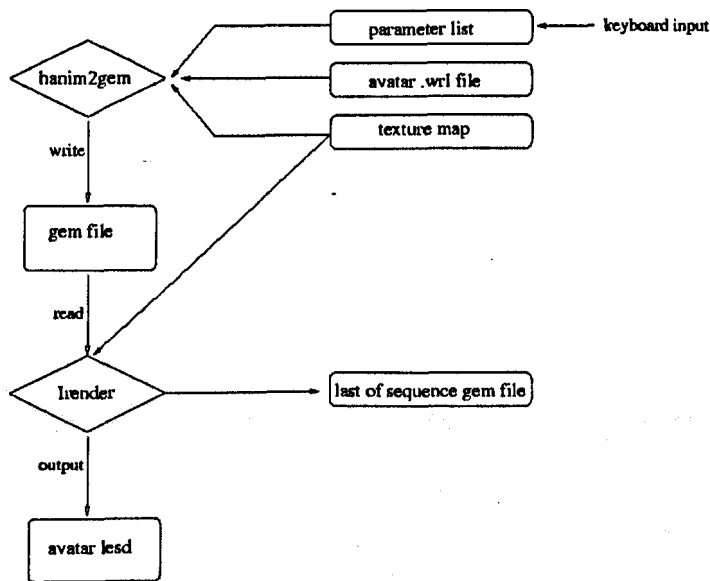 parameter list
keyboard input
hanim2gem
avatar .wrl file
texture map
write
gem file
read
Irender
last of sequence gem file
output
avatar lesd